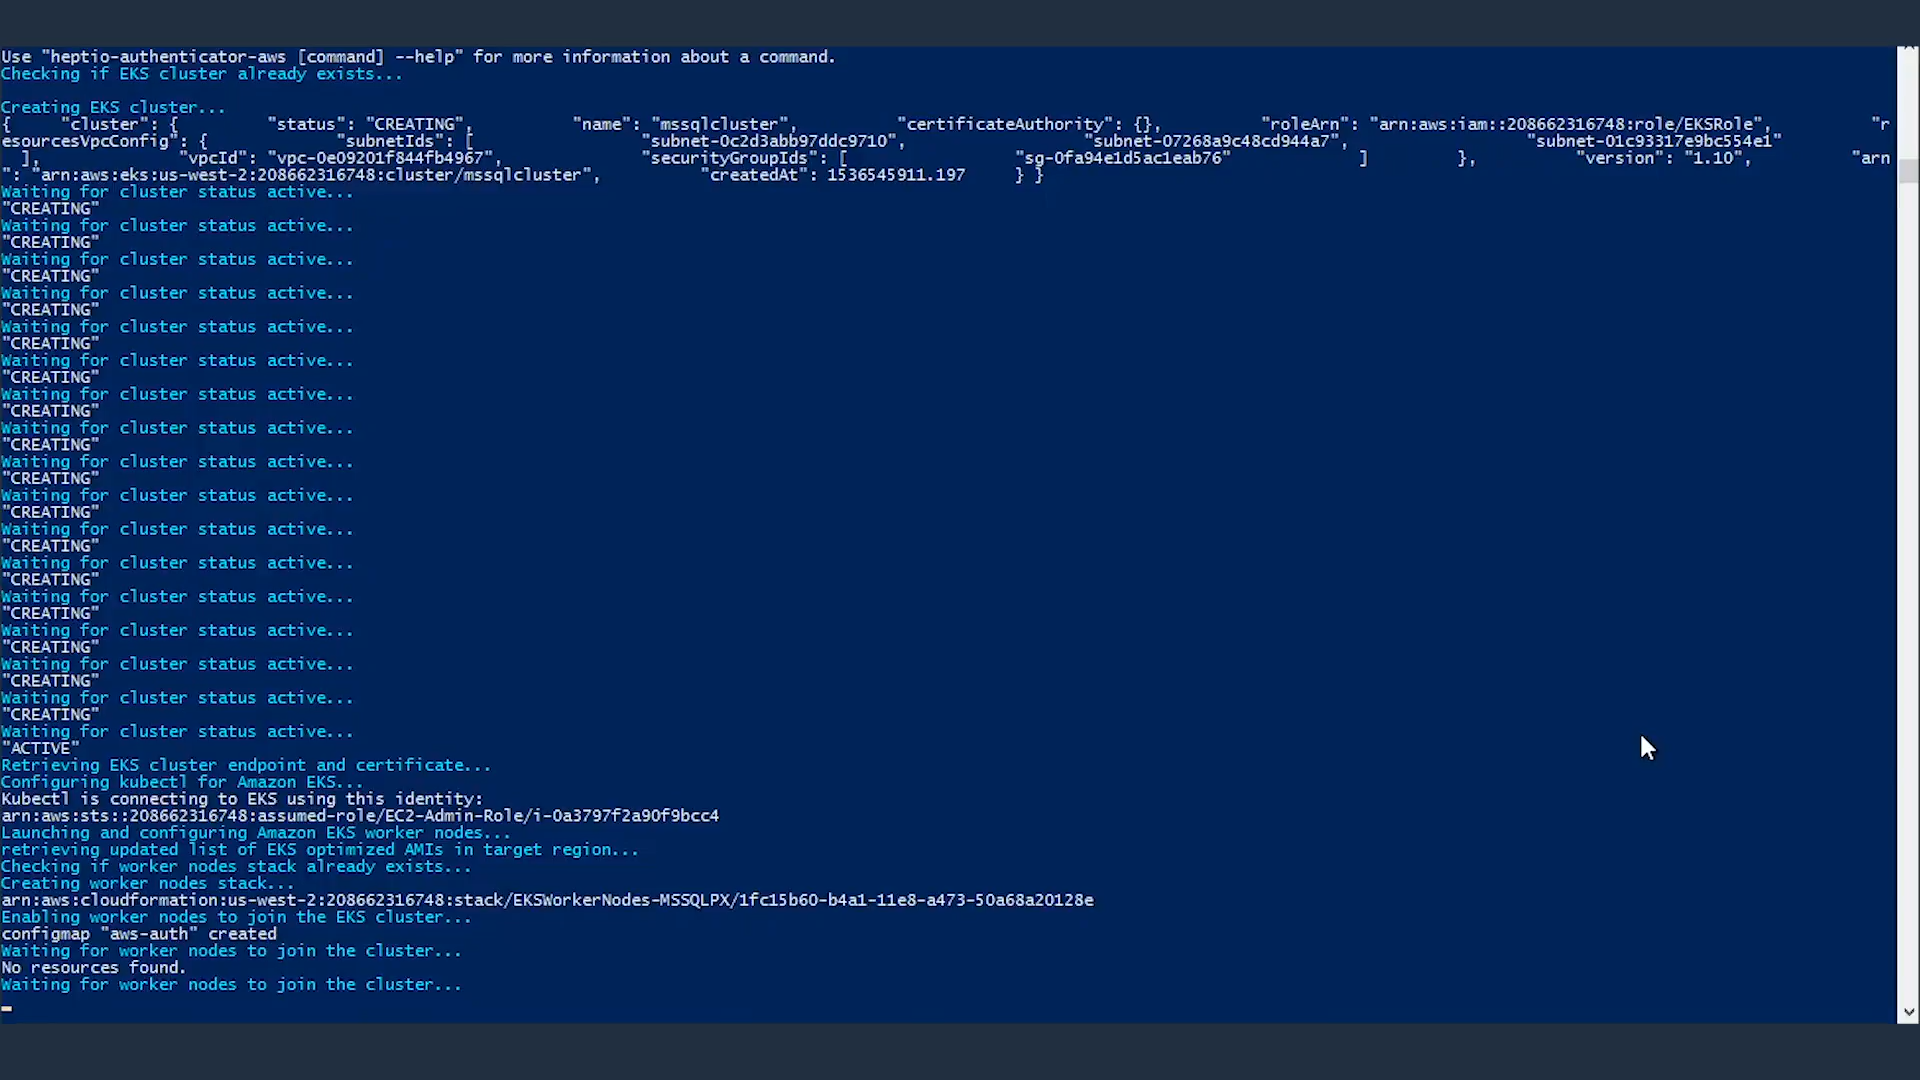 Use "heptio-authenticator-aws [command] --help" for more information about a command.
Checking if EKS cluster already exists...
Creating EKS cluster...
{     "cluster": {         "status": "CREATING",          "name": "mssqlcluster",          "certificateAuthority": {},          "roleArn": "arn:aws:iam::208662316748:role/EKSRole",          "r
esourcesVpcConfig": {             "subnetIds": [                 "subnet-0c2d3abb97ddc9710",                  "subnet-07268a9c48cd944a7",                  "subnet-01c93317e9bc554e1"
],              "vpcId": "vpc-0e09201f844fb4967",              "securityGroupIds": [                 "sg-0fa94e1d5ac1eab76"             ]         },          "version": "1.10",          "arn
": "arn:aws:eks:us-west-2:208662316748:cluster/mssqlcluster",          "createdAt": 1536545911.197     } }
Waiting for cluster status active...
"CREATING"
Waiting for cluster status active...
"CREATING"
Waiting for cluster status active...
"CREATING"
Waiting for cluster status active...
"CREATING"
Waiting for cluster status active...
"CREATING"
Waiting for cluster status active...
"CREATING"
Waiting for cluster status active...
"CREATING"
Waiting for cluster status active...
"CREATING"
Waiting for cluster status active...
"CREATING"
Waiting for cluster status active...
"CREATING"
Waiting for cluster status active...
"CREATING"
Waiting for cluster status active...
"CREATING"
Waiting for cluster status active...
"CREATING"
Waiting for cluster status active...
"CREATING"
Waiting for cluster status active...
"CREATING"
Waiting for cluster status active...
"CREATING"
Waiting for cluster status active...
"ACTIVE"
Retrieving EKS cluster endpoint and certificate...
Configuring kubectl for Amazon EKS...
Kubectl is connecting to EKS using this identity:
arn:aws:sts::208662316748:assumed-role/EC2-Admin-Role/i-0a3797f2a90f9bcc4
Launching and configuring Amazon EKS worker nodes...
retrieving updated list of EKS optimized AMIs in target region...
Checking if worker nodes stack already exists...
Creating worker nodes stack...
arn:aws:cloudformation:us-west-2:208662316748:stack/EKSWorkerNodes-MSSQLPX/1fc15b60-b4a1-11e8-a473-50a68a20128e
Enabling worker nodes to join the EKS cluster...
configmap "aws-auth" created
Waiting for worker nodes to join the cluster...
No resources found.
Waiting for worker nodes to join the cluster...